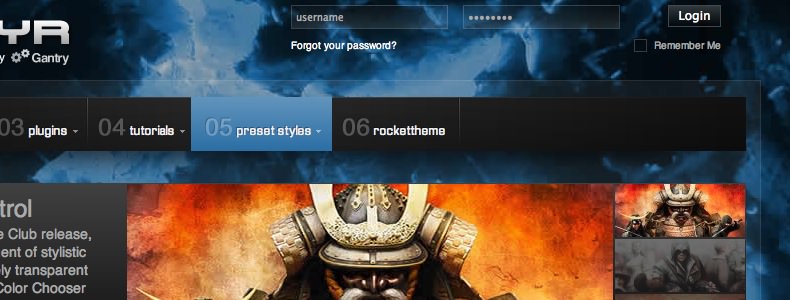 username
••••••••
Login
YR
Forgot your password?
Remember Me
y Gantry
03 plugins
04 tutorials
05 preset styles
06 rockettheme
trol
e Club release,
ent of stylistic
ly transparent
Color Chooser